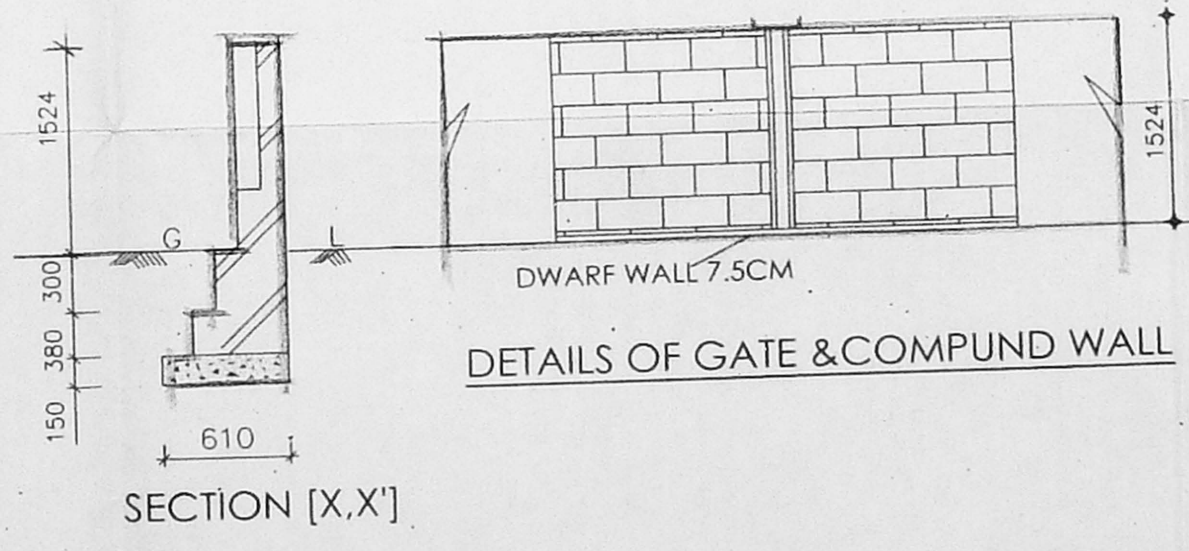 1524
G L
300
380
150
610
SECTION [X,X']
1524
DWARF WALL 7.5CM
DETAILS OF GATE &COMPUND WALL